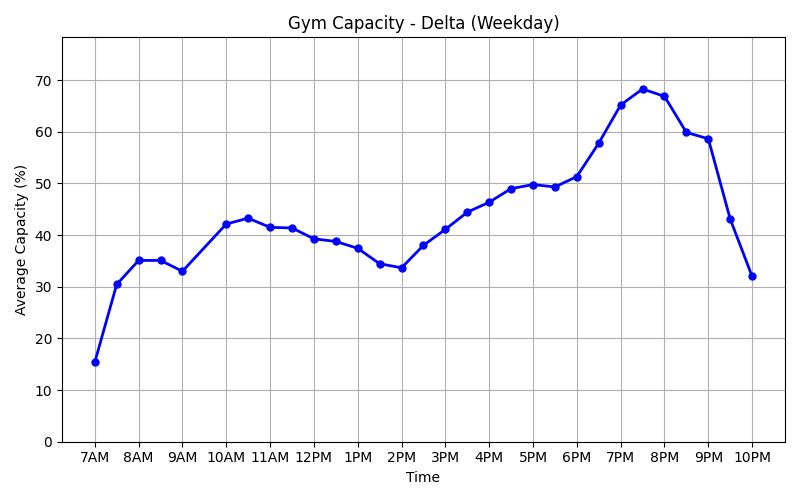 Gym Capacity - Delta (Weekday)
Average Capacity (%)
70
60
50
40
30
20
10
0
7AM 8AM 9AM 10AM 11AM 12PM 1PM 2PM 3PM 4PM 5PM 6PM 7PM 8PM 9PM 10PM
Time